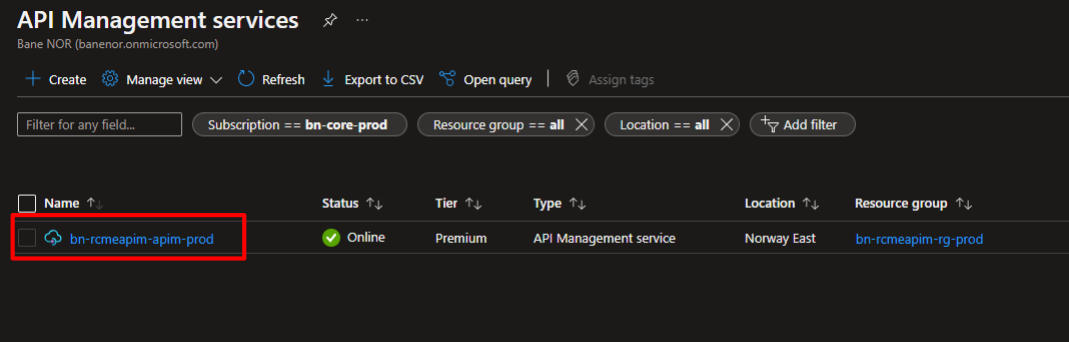 API Management services
Bane NOR (banenor.onmicrosoft.com)
Create Manage view Refresh Export to CSV Open query Assign tags
Filter for any field... Subscription == bn-core-prod Resource group == all Location == all Add filter
Name Status Tier Type Location Resource group
bn-rcmeapim-apim-prod Online Premium API Management service Norway East bn-rcmeapim-rg-prod